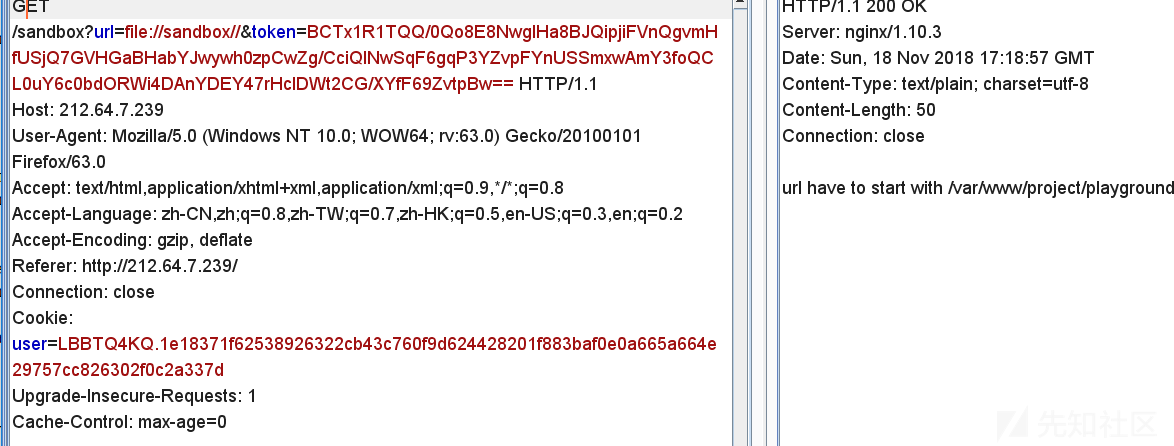 GET
/sandbox?url=file://sandbox//&token=BCTx1R1TQQ/0Qo8E8NwglHa8BJQipjiFVnQgvmH
fUSjQ7GVHGaBHabYJwywh0zpCwZg/CciQINwSqF6gqP3YZvpFYnUSSmxwAmY3foQC
L0uY6c0bdORWi4DAnYDEY47rHclDWt2CG/XYfF69ZvtpBw== HTTP/1.1
Host: 212.64.7.239
User-Agent: Mozilla/5.0 (Windows NT 10.0; WOW64; rv:63.0) Gecko/20100101
Firefox/63.0
Accept: text/html,application/xhtml+xml,application/xml;q=0.9,*/*;q=0.8
Accept-Language: zh-CN,zh;q=0.8,zh-TW;q=0.7,zh-HK;q=0.5,en-US;q=0.3,en;q=0.2
Accept-Encoding: gzip, deflate
Referer: http://212.64.7.239/
Connection: close
Cookie:
user=LBBTQ4KQ.1e18371f62538926322cb43c760f9d624428201f883baf0e0a665a664e
29757cc826302f0c2a337d
Upgrade-Insecure-Requests: 1
Cache-Control: max-age=0
HTTP/1.1 200 OK
Server: nginx/1.10.3
Date: Sun, 18 Nov 2018 17:18:57 GMT
Content-Type: text/plain; charset=utf-8
Content-Length: 50
Connection: close
url have to start with /var/www/project/playground
先知社区